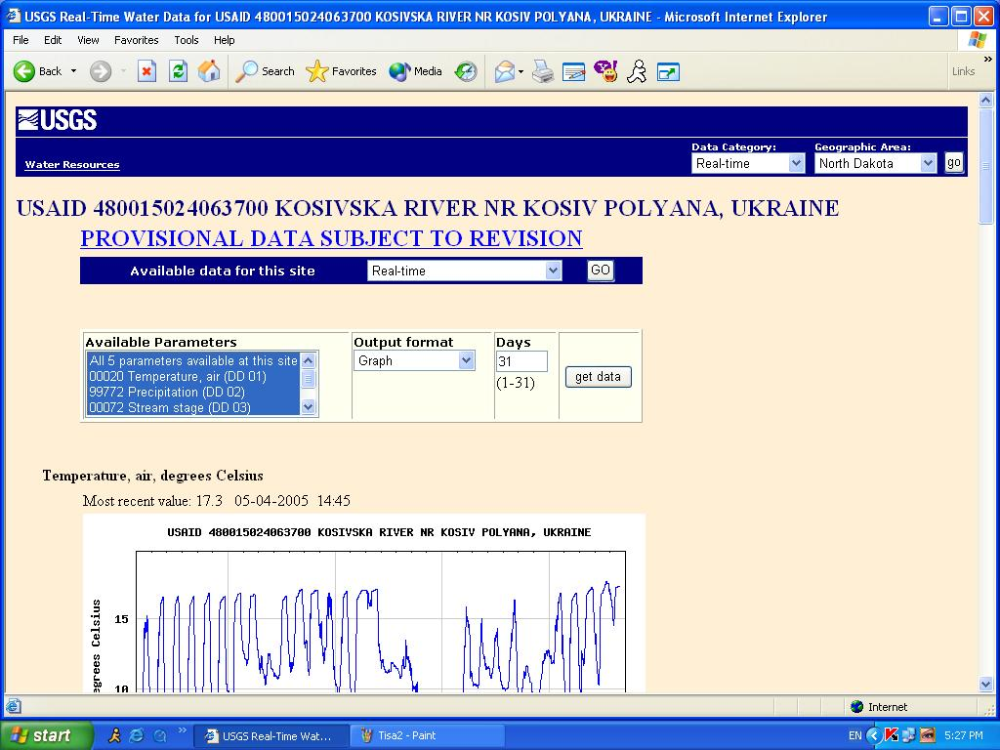 USGS Real-Time Water Data for USAID 480015024063700 KOSIVSKA RIVER NR KOSIV POLYANA, UKRAINE - Microsoft Internet Explorer
File Edit View Favorites Tools Help
Back Search Favorites Media Links »
USGS
Data Category: Geographic Area:
Water Resources Real-time North Dakota go
USAID 480015024063700 KOSIVSKA RIVER NR KOSIV POLYANA, UKRAINE
PROVISIONAL DATA SUBJECT TO REVISION
Available data for this site Real-time GO
Available Parameters Output format Days
All 5 parameters available at this site Graph 31
00020 Temperature, air (DD 01)
99772 Precipitation (DD 02) (1-31) get data
00072 Stream stage (DD 03)
Temperature, air, degrees Celsius
Most recent value: 17.3 05-04-2005 14:45
USAID 480015024063700 KOSIVSKA RIVER NR KOSIV POLYANA, UKRAINE
egrees Celsius
15
10
Internet
start » USGS Real-Time Wat... Tisa2 - Paint EN 5:27 PM